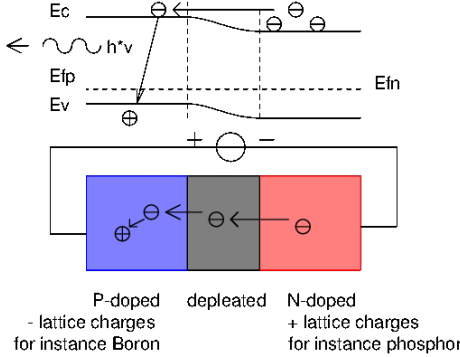 Ec
h*v
Efp
Efn
Ev
+ −
P-doped depleated N-doped
- lattice charges + lattice charges
for instance Boron for instance phosphor